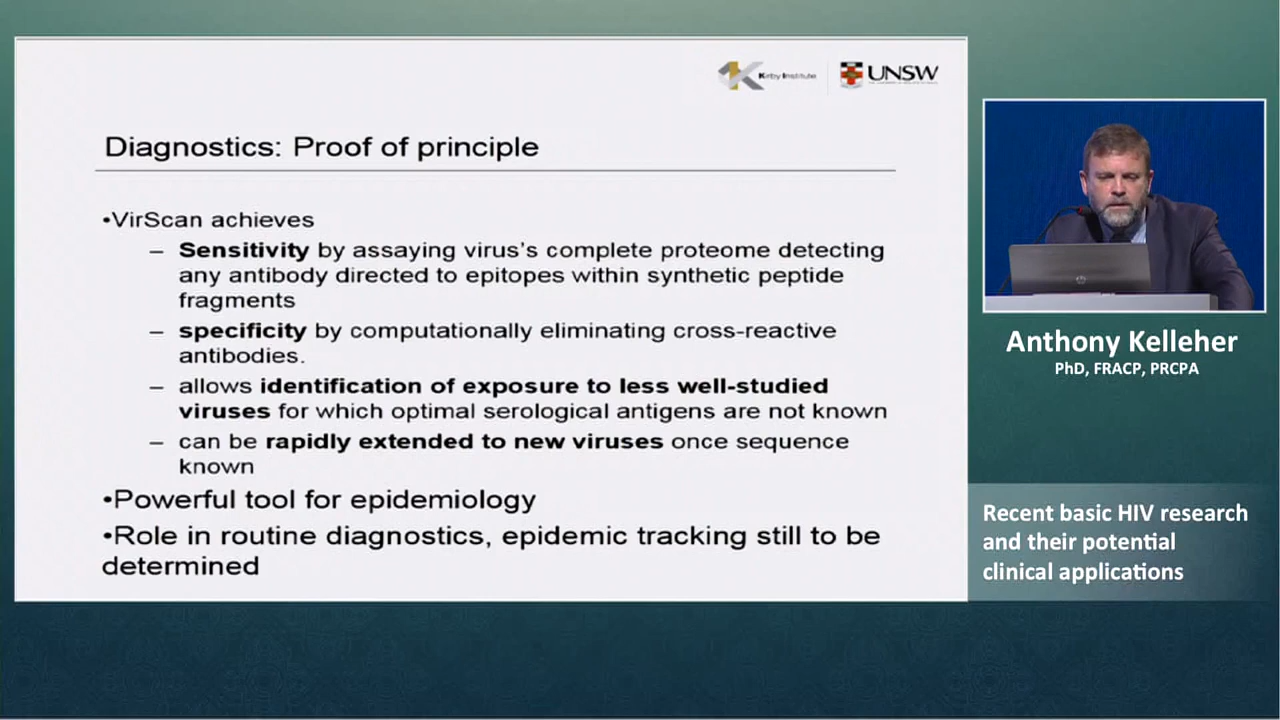 Kirby Institute
UNSW
Diagnostics: Proof of principle
•VirScan achieves
– Sensitivity by assaying virus's complete proteome detecting
any antibody directed to epitopes within synthetic peptide
fragments
– specificity by computationally eliminating cross-reactive
antibodies.
– allows identification of exposure to less well-studied
viruses for which optimal serological antigens are not known
– can be rapidly extended to new viruses once sequence
known
•Powerful tool for epidemiology
•Role in routine diagnostics, epidemic tracking still to be
determined
Anthony Kelleher
PhD, FRACP, PRCPA
Recent basic HIV research
and their potential
clinical applications